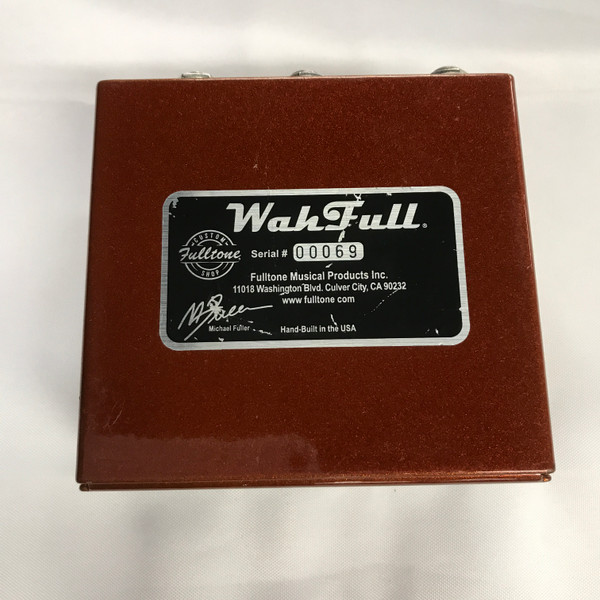 WahFull®
CUSTOM
Fulltone
SHOP
Serial # 00069
Fulltone Musical Products Inc.
11018 Washington Blvd. Culver City, CA 90232
www.fulltone.com
Michael Fuller
Hand-Built in the USA